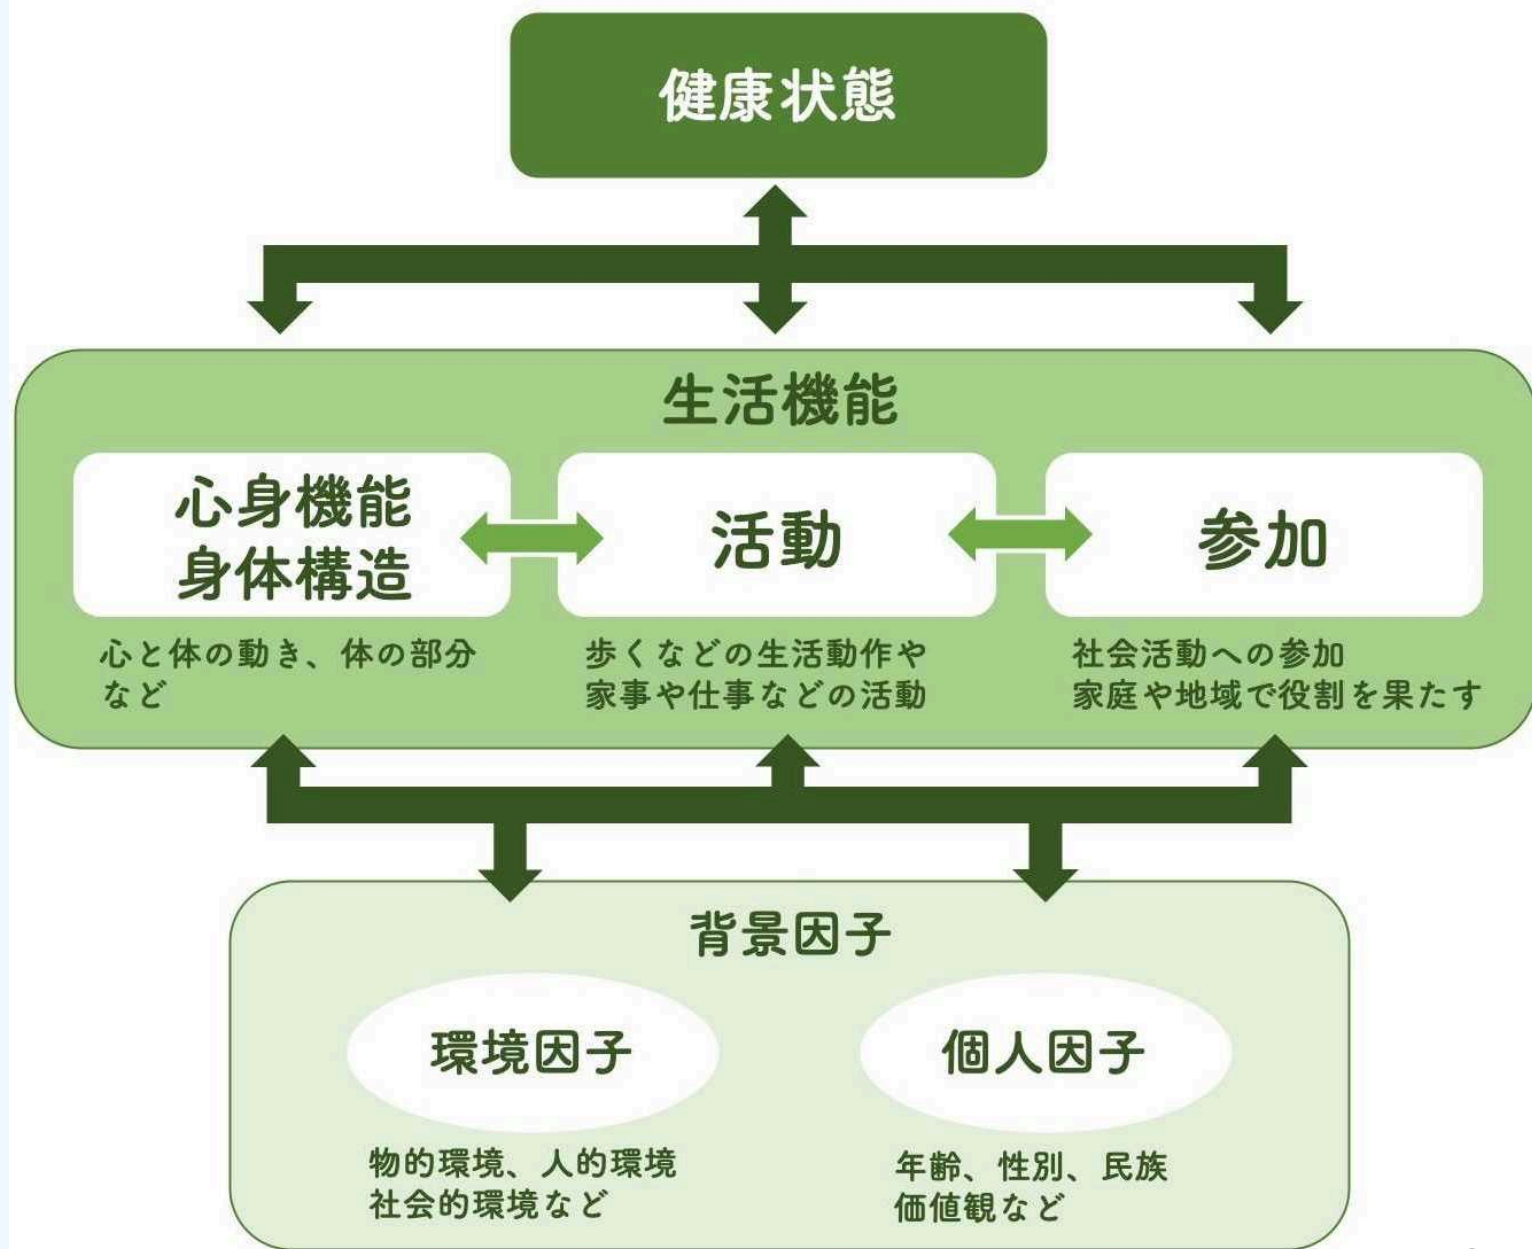 健康状態
生活機能
心身機能
身体構造
心と体の動き、体の部分
など
活動
歩くなどの生活動作や
家事や仕事などの活動
参加
社会活動への参加
家庭や地域で役割を果たす
背景因子
環境因子
物的環境、人的環境
社会的環境など
個人因子
年齢、性別、民族
価値観など